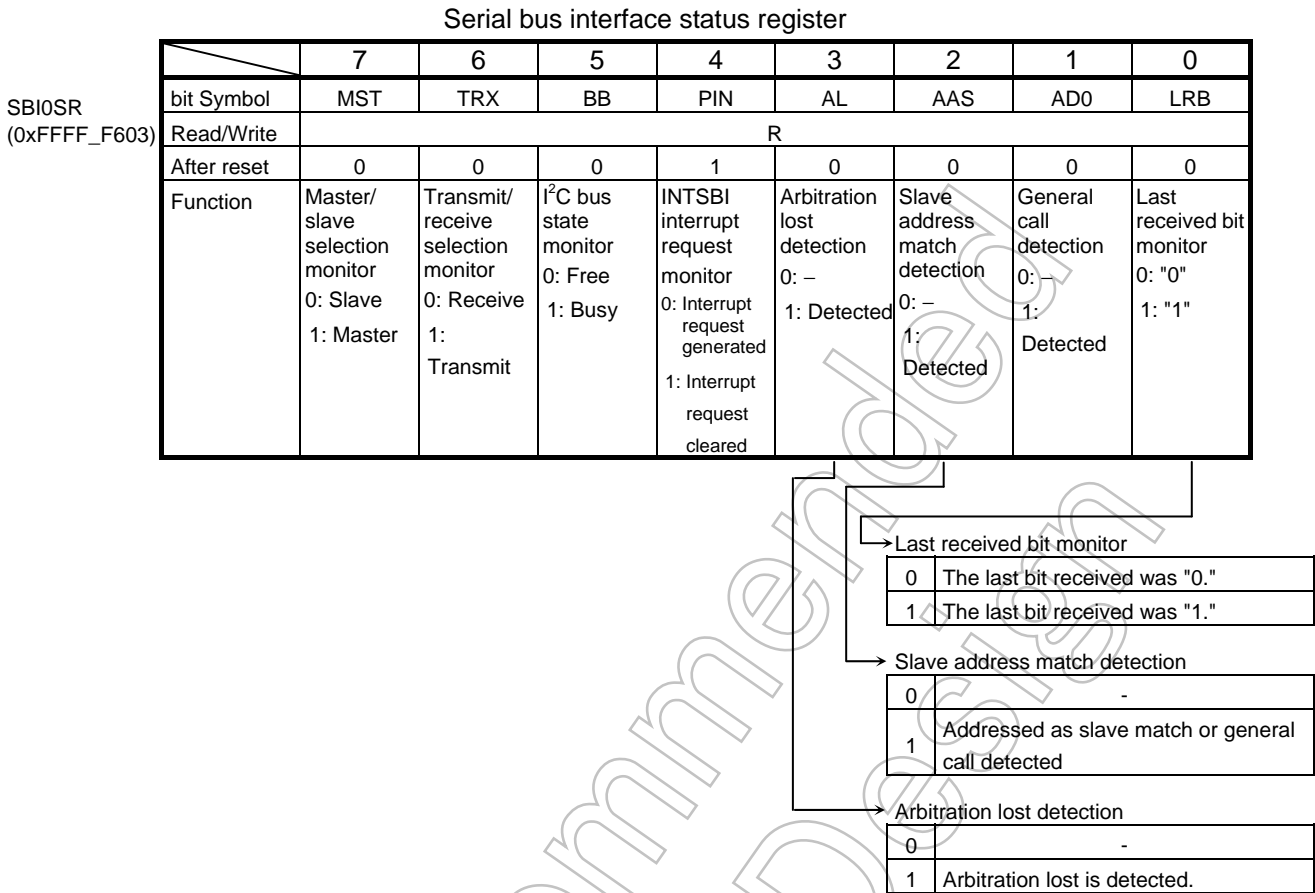 Serial bus interface status register
SBI0SR
(0xFFFF_F603)
7 6 5 4 3 2 1 0
bit Symbol MST TRX BB PIN AL AAS AD0 LRB
Read/Write R
After reset 0 0 0 1 0 0 0 0
Function
Master/
slave
selection
monitor
0: Slave
1: Master
Transmit/
receive
selection
monitor
0: Receive
1:
Transmit
I²C bus
state
monitor
0: Free
1: Busy
INTSBI
interrupt
request
monitor
0: Interrupt
request
generated
1: Interrupt
request
cleared
Arbitration
lost
detection
0: −
1: Detected
Slave
address
match
detection
0: −
1:
Detected
General
call
detection
0: −
1:
Detected
Last
received bit
monitor
0: "0"
1: "1"
Last received bit monitor
0 The last bit received was "0."
1 The last bit received was "1."
Slave address match detection
0 -
1 Addressed as slave match or general
call detected
Arbitration lost detection
0 -
1 Arbitration lost is detected.